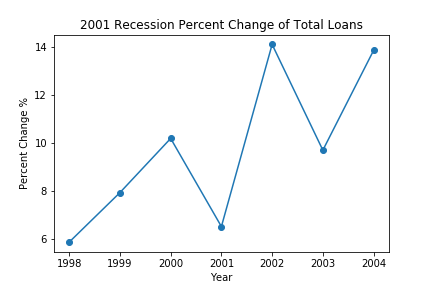 2001 Recession Percent Change of Total Loans
14
12
10
8
6
Percent Change %
1998 1999 2000 2001 2002 2003 2004
Year